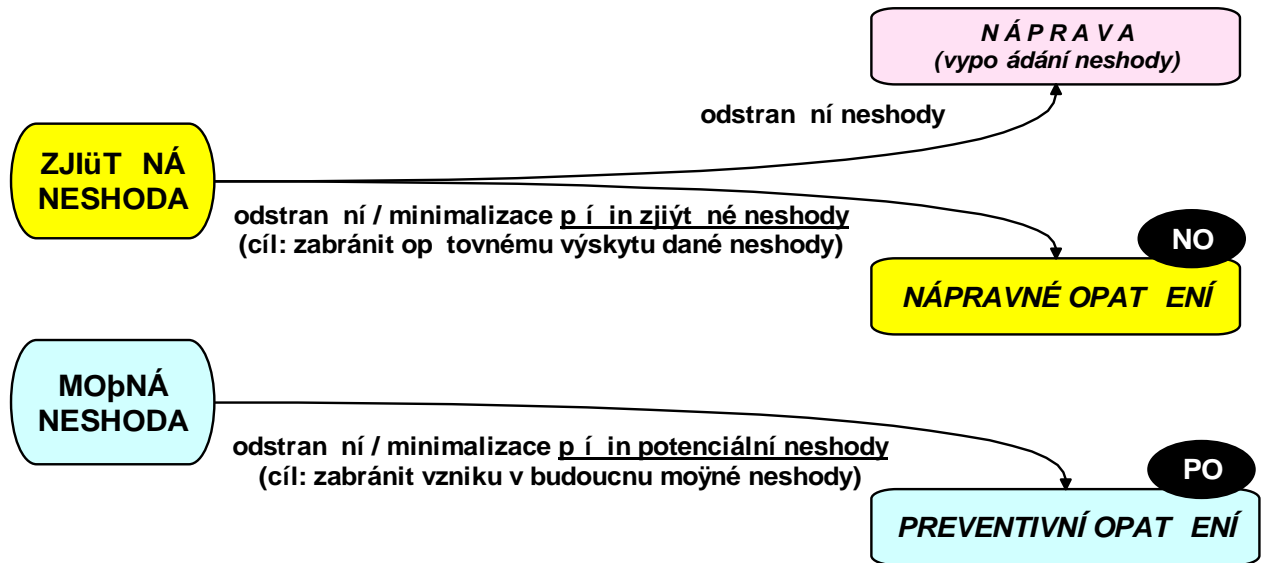 N Á P R A V A
(vypo ádání neshody)
odstran ní neshody
ZJIüT NÁ
NESHODA
odstran ní / minimalizace p í in zjiýt né neshody
(cíl: zabránit op tovnému výskytu dané neshody)
NO
NÁPRAVNÉ OPAT ENÍ
MOþNÁ
NESHODA
odstran ní / minimalizace p í in potenciální neshody
(cíl: zabránit vzniku v budoucnu moÿné neshody)
PO
PREVENTIVNÍ OPAT ENÍ